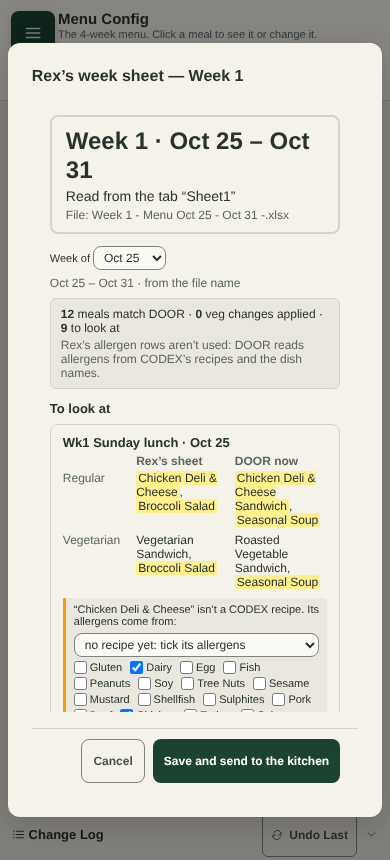 Menu Config
The 4-week menu. Click a meal to see it or change it.
Rex's week sheet — Week 1
Week 1 · Oct 25 – Oct
31
Read from the tab “Sheet1”
File: Week 1 - Menu Oct 25 - Oct 31 -.xlsx
Week of Oct 25
Oct 25 – Oct 31 · from the file name
12 meals match DOOR · 0 veg changes applied ·
9 to look at
Rex’s allergen rows aren’t used: DOOR reads
allergens from CODEX’s recipes and the dish
names.
To look at
Wk1 Sunday lunch · Oct 25
Rex’s sheet DOOR now
Regular Chicken Deli & Chicken Deli &
Cheese, Cheese
Broccoli Salad Sandwich,
Seasonal Soup
Vegetarian Vegetarian Roasted
Sandwich, Vegetable
Broccoli Salad Sandwich,
Seasonal Soup
“Chicken Deli & Cheese” isn’t a CODEX recipe. Its
allergens come from:
no recipe yet: tick its allergens
Gluten Dairy Egg Fish
Peanuts Soy Tree Nuts Sesame
Mustard Shellfish Sulphites Pork
Cancel Save and send to the kitchen
Change Log Undo Last